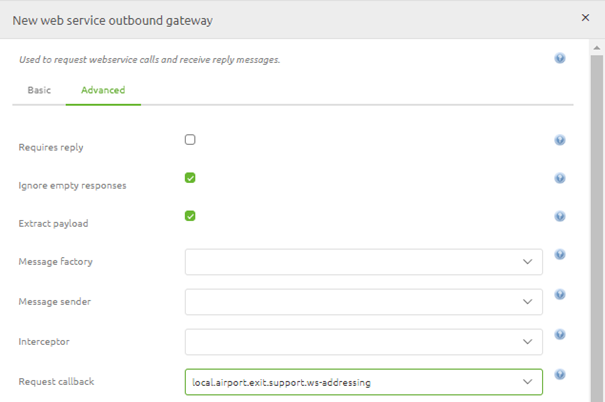 New web service outbound gateway
Used to request webservice calls and receive reply messages.
Basic Advanced
Requires reply
Ignore empty responses
Extract payload
Message factory
Message sender
Interceptor
Request callback local.airport.exit.support.ws-addressing